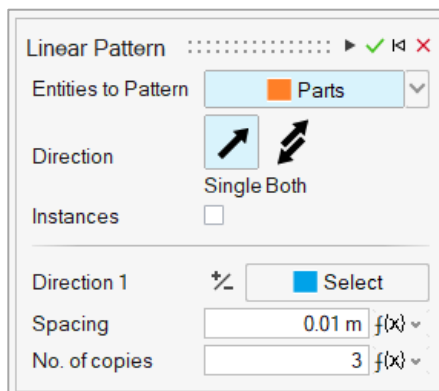 Linear Pattern
Entities to Pattern Parts
Direction
Single Both
Instances
Direction 1 +/- Select
Spacing 0.01 m f(x)
No. of copies 3 f(x)